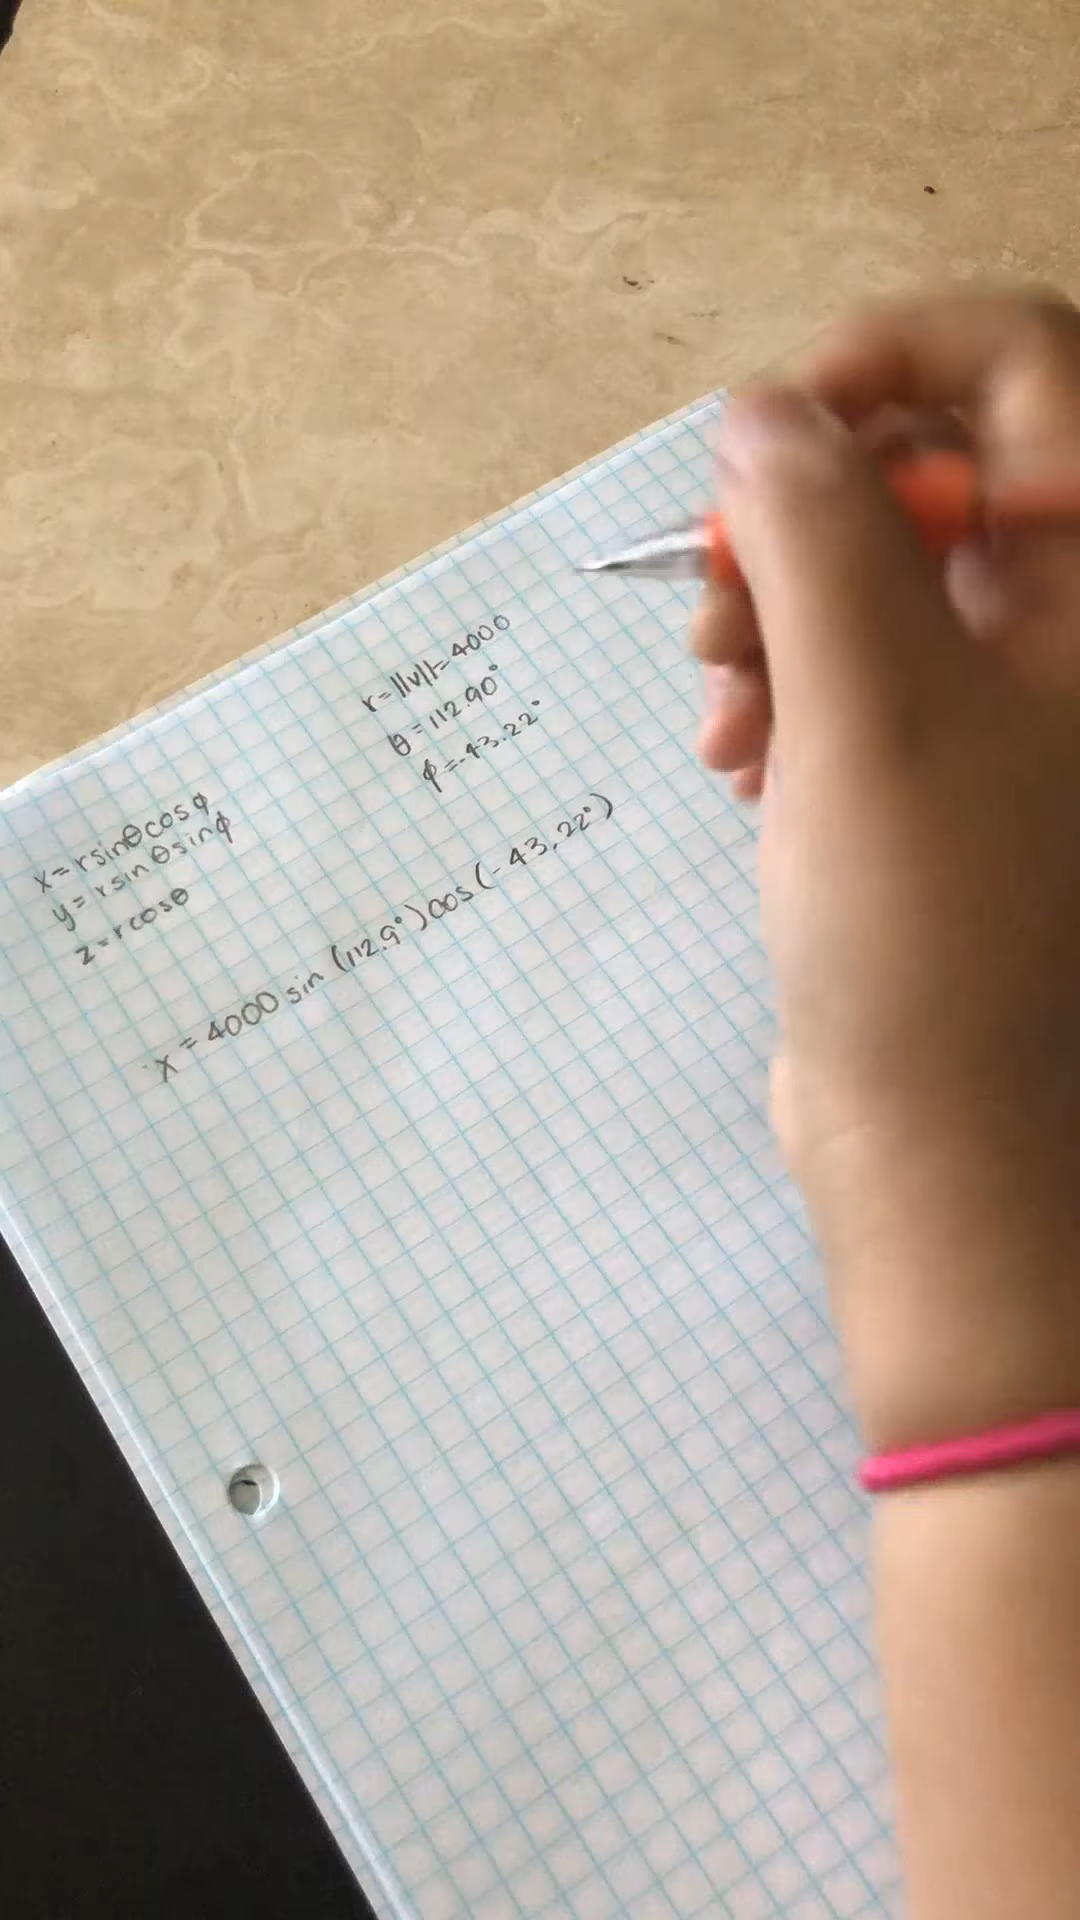 r=||v||=4000
θ=112.90°
φ=-43.22°
x=rsinθcosφ
y=rsinθsinφ
z=rcosθ
x=4000 sin (112.9°)cos(-43.22°)